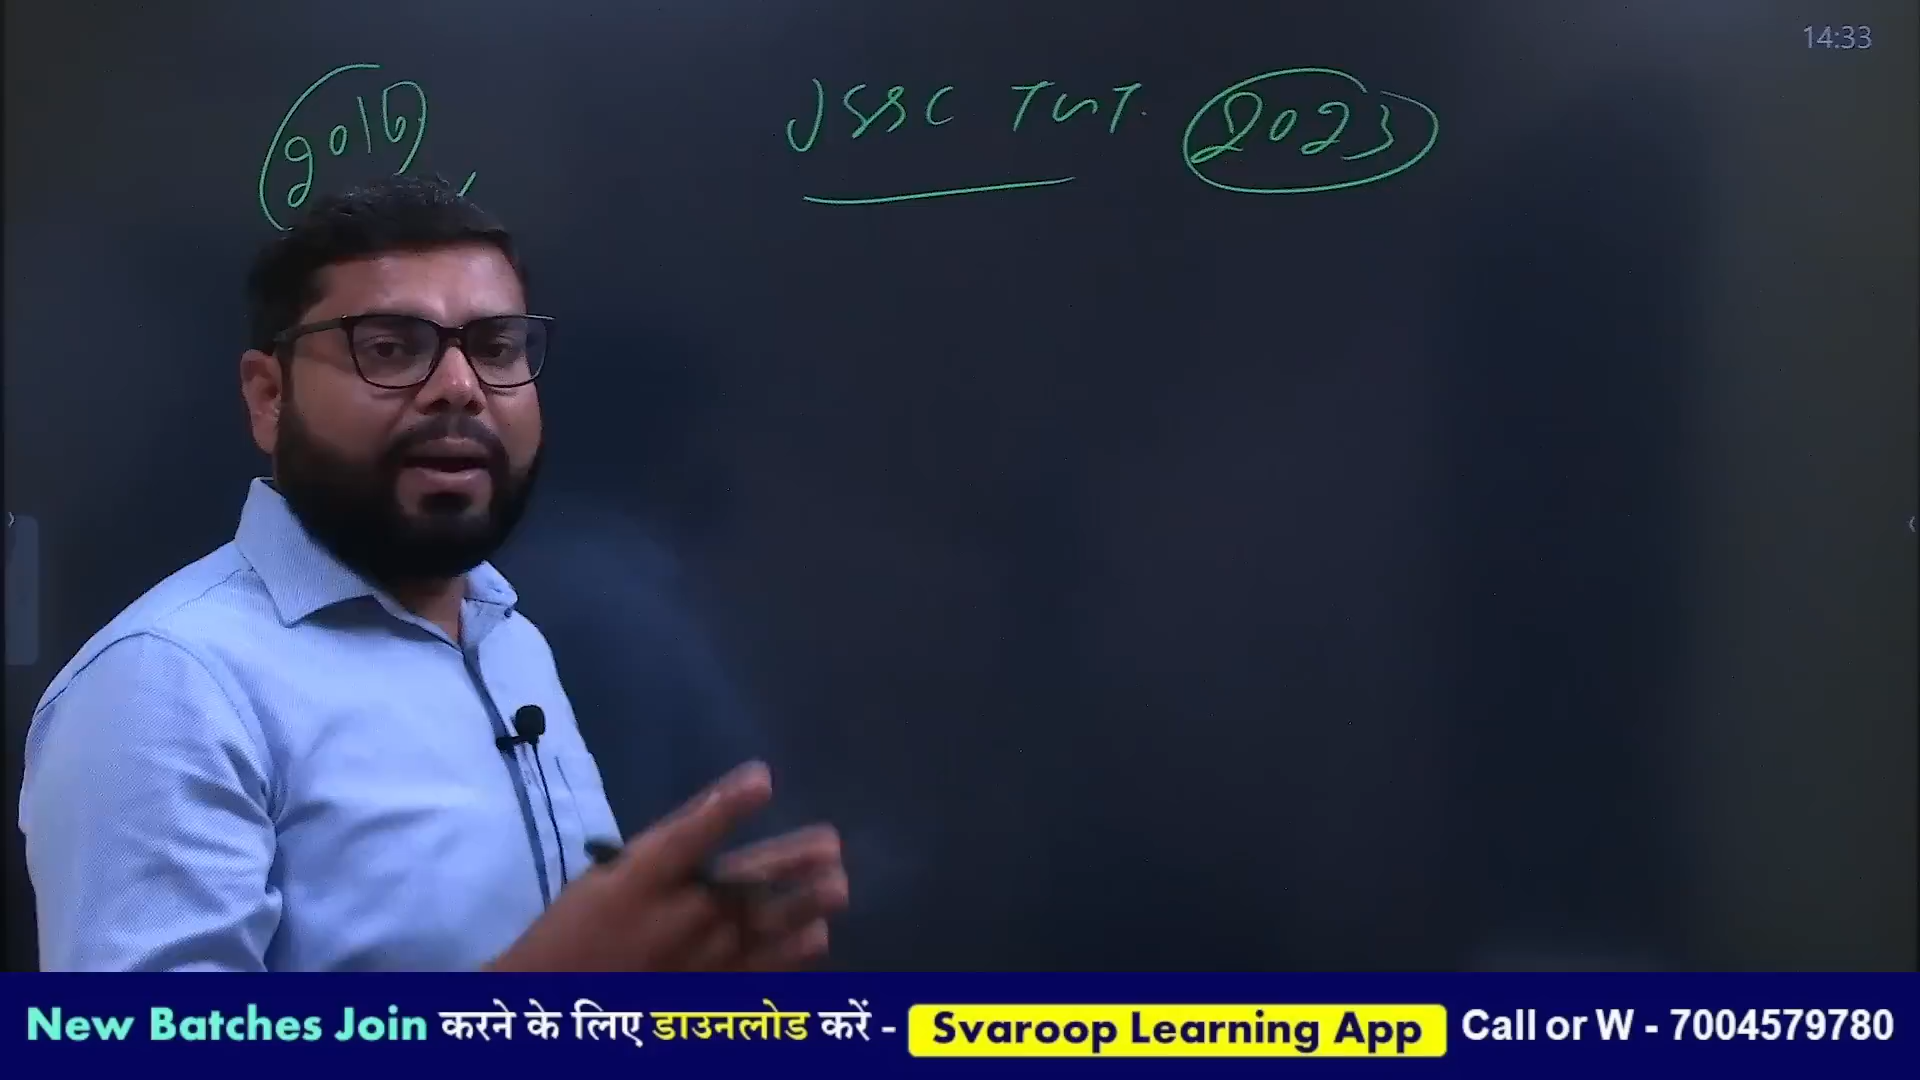 14:33
2016
JSSC TGT. 2023
New Batches Join करने के लिए डाउनलोड करें - Svaroop Learning App Call or W - 7004579780